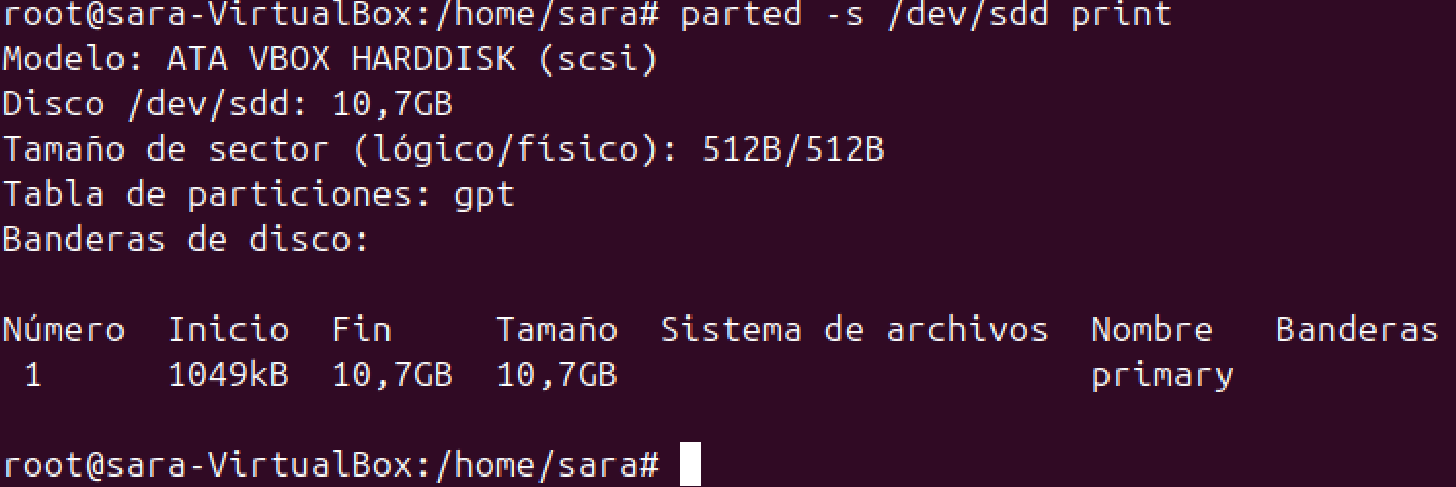 root@sara-VirtualBox:/home/sara# parted -s /dev/sdd print
Modelo: ATA VBOX HARDDISK (scsi)
Disco /dev/sdd: 10,7GB
Tamaño de sector (lógico/físico): 512B/512B
Tabla de particiones: gpt
Banderas de disco:
Número  Inicio  Fin     Tamaño  Sistema de archivos  Nombre   Banderas
 1      1049kB  10,7GB  10,7GB                       primary
root@sara-VirtualBox:/home/sara#